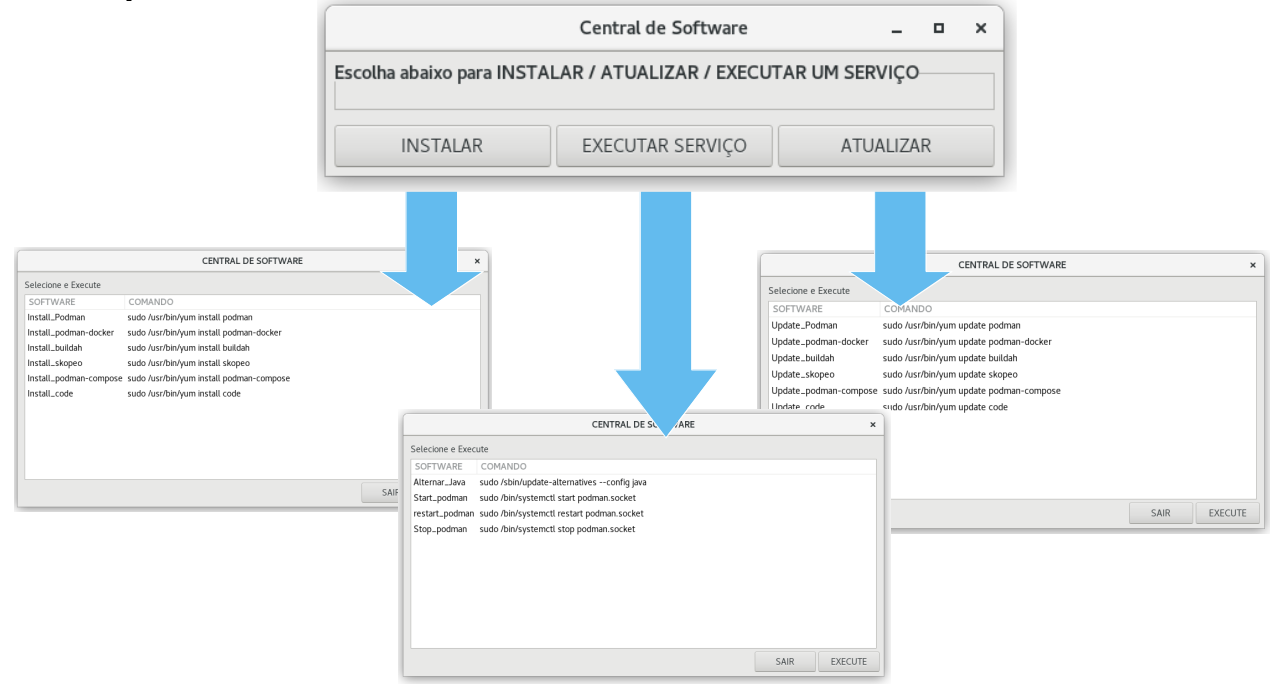 Central de Software
Escolha abaixo para INSTALAR / ATUALIZAR / EXECUTAR UM SERVIÇO
INSTALAR EXECUTAR SERVIÇO ATUALIZAR
CENTRAL DE SOFTWARE
Selecione e Execute
SOFTWARE COMANDO
Install_Podman sudo /usr/bin/yum install podman
Install_podman-docker sudo /usr/bin/yum install podman-docker
Install_buildah sudo /usr/bin/yum install buildah
Install_skopeo sudo /usr/bin/yum install skopeo
Install_podman-compose sudo /usr/bin/yum install podman-compose
Install_code sudo /usr/bin/yum install code
SAIR
CENTRAL DE SOFTWARE
Selecione e Execute
SOFTWARE COMANDO
Alternar_Java sudo /sbin/update-alternatives --config java
Start_podman sudo /bin/systemctl start podman.socket
restart_podman sudo /bin/systemctl restart podman.socket
Stop_podman sudo /bin/systemctl stop podman.socket
SAIR EXECUTE
CENTRAL DE SOFTWARE
Selecione e Execute
SOFTWARE COMANDO
Update_Podman sudo /usr/bin/yum update podman
Update_podman-docker sudo /usr/bin/yum update podman-docker
Update_buildah sudo /usr/bin/yum update buildah
Update_skopeo sudo /usr/bin/yum update skopeo
Update_podman-compose sudo /usr/bin/yum update podman-compose
Update_code sudo /usr/bin/yum update code
SAIR EXECUTE